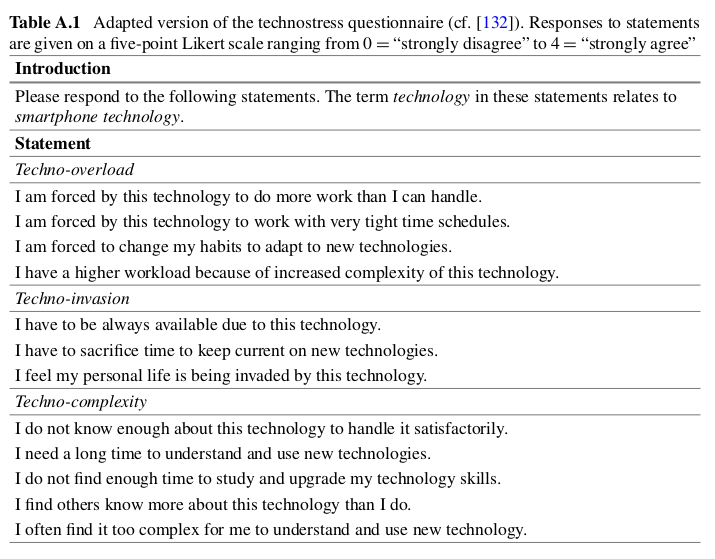 Table A.1 Adapted version of the technostress questionnaire (cf. [132]). Responses to statements
are given on a five-point Likert scale ranging from 0 = “strongly disagree” to 4 = “strongly agree”
Introduction
Please respond to the following statements. The term technology in these statements relates to
smartphone technology.
Statement
Techno-overload
I am forced by this technology to do more work than I can handle.
I am forced by this technology to work with very tight time schedules.
I am forced to change my habits to adapt to new technologies.
I have a higher workload because of increased complexity of this technology.
Techno-invasion
I have to be always available due to this technology.
I have to sacrifice time to keep current on new technologies.
I feel my personal life is being invaded by this technology.
Techno-complexity
I do not know enough about this technology to handle it satisfactorily.
I need a long time to understand and use new technologies.
I do not find enough time to study and upgrade my technology skills.
I find others know more about this technology than I do.
I often find it too complex for me to understand and use new technology.